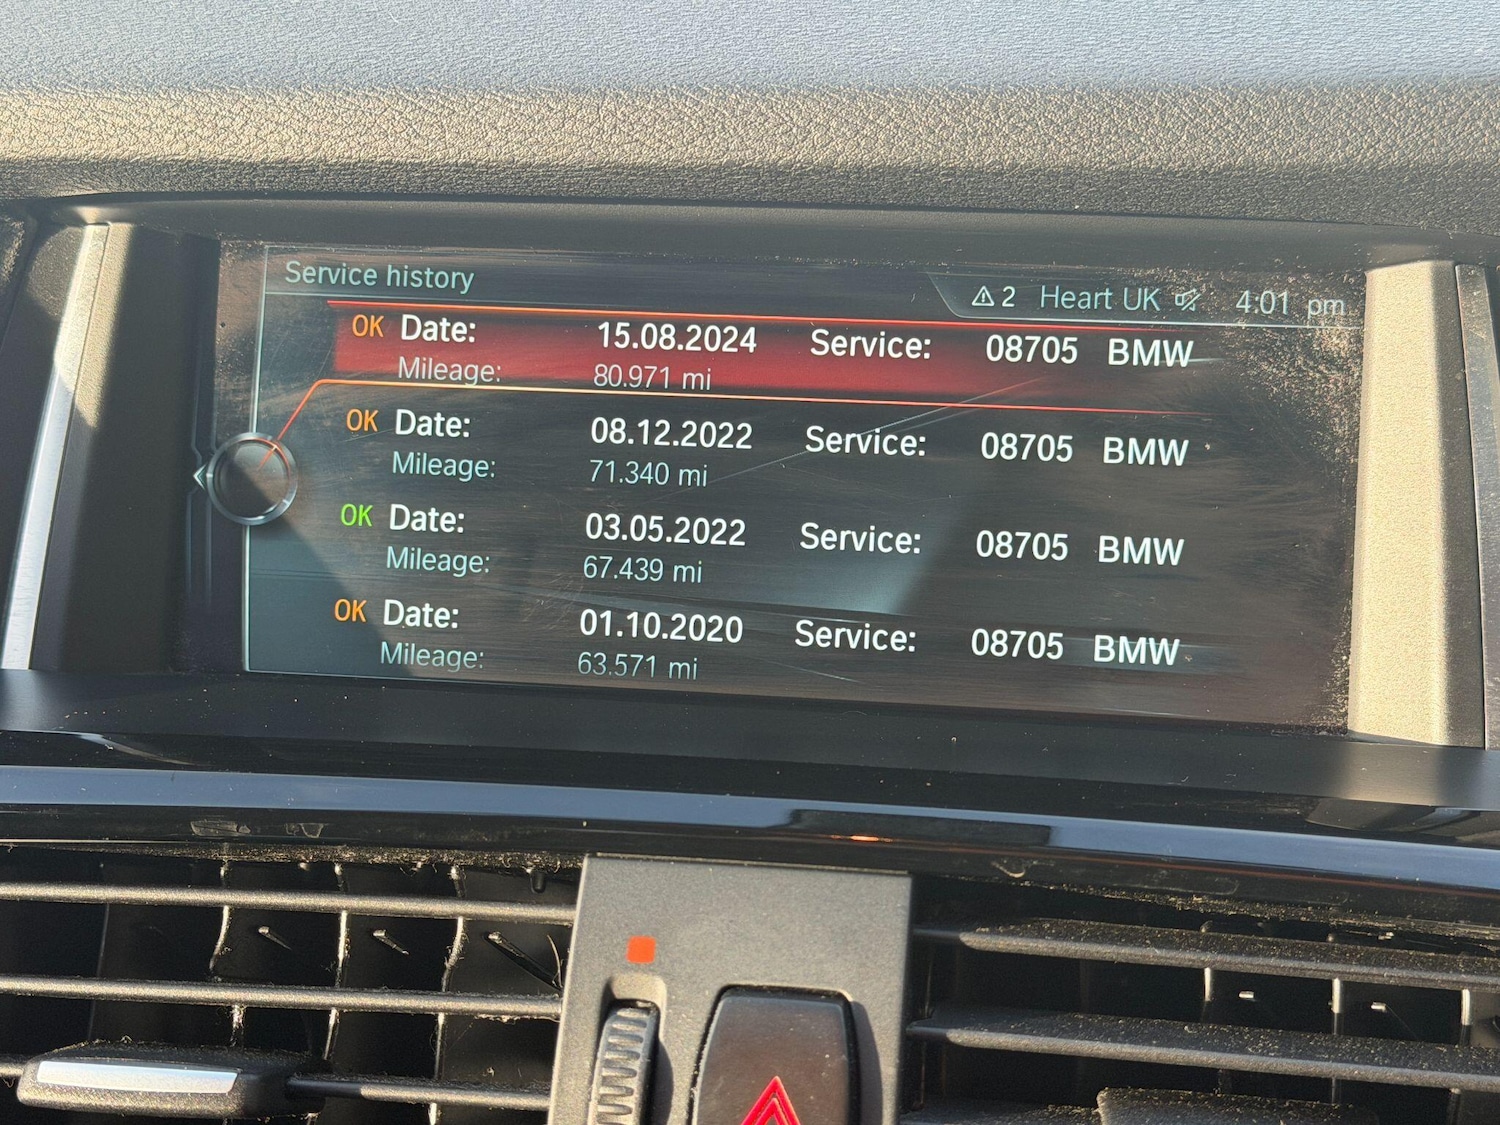 Service history
⚠ 2 Heart UK 4:01 pm
OK Date: 15.08.2024 Service: 08705 BMW
Mileage: 80.971 mi
OK Date: 08.12.2022 Service: 08705 BMW
Mileage: 71.340 mi
OK Date: 03.05.2022 Service: 08705 BMW
Mileage: 67.439 mi
OK Date: 01.10.2020 Service: 08705 BMW
Mileage: 63.571 mi